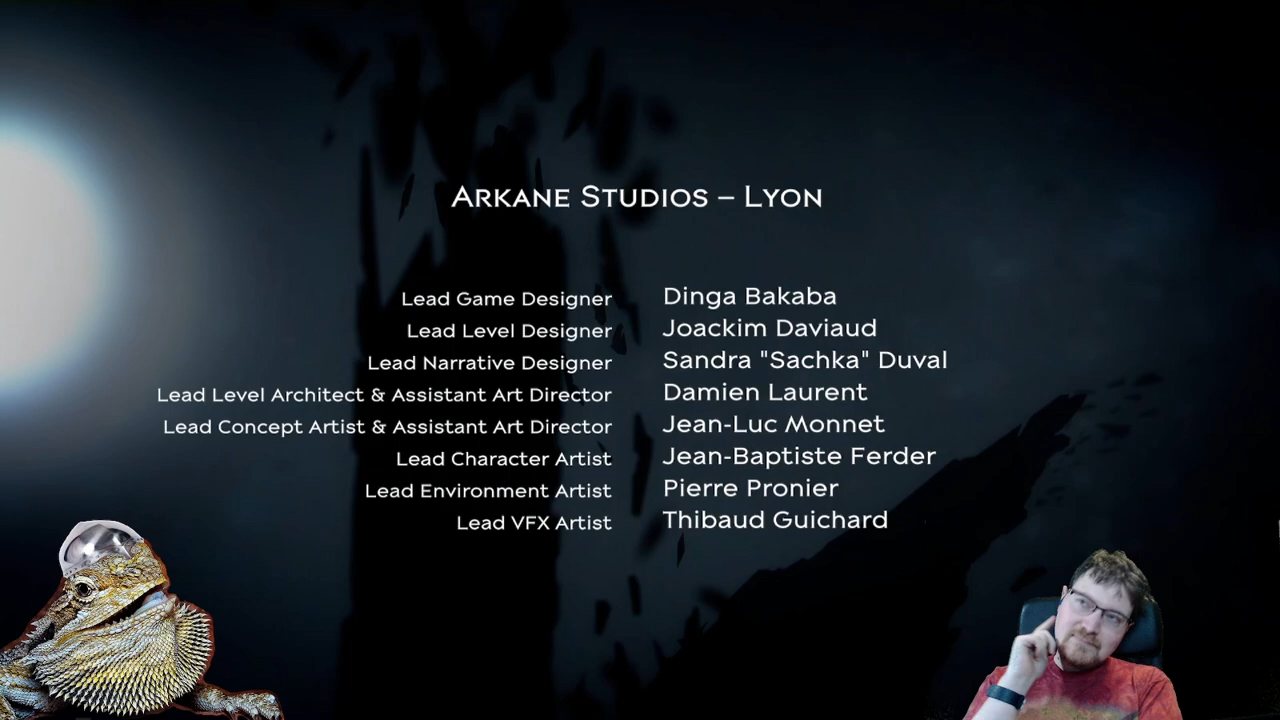 Arkane Studios – Lyon
Lead Game Designer Dinga Bakaba
Lead Level Designer Joackim Daviaud
Lead Narrative Designer Sandra "Sachka" Duval
Lead Level Architect & Assistant Art Director Damien Laurent
Lead Concept Artist & Assistant Art Director Jean-Luc Monnet
Lead Character Artist Jean-Baptiste Ferder
Lead Environment Artist Pierre Pronier
Lead VFX Artist Thibaud Guichard